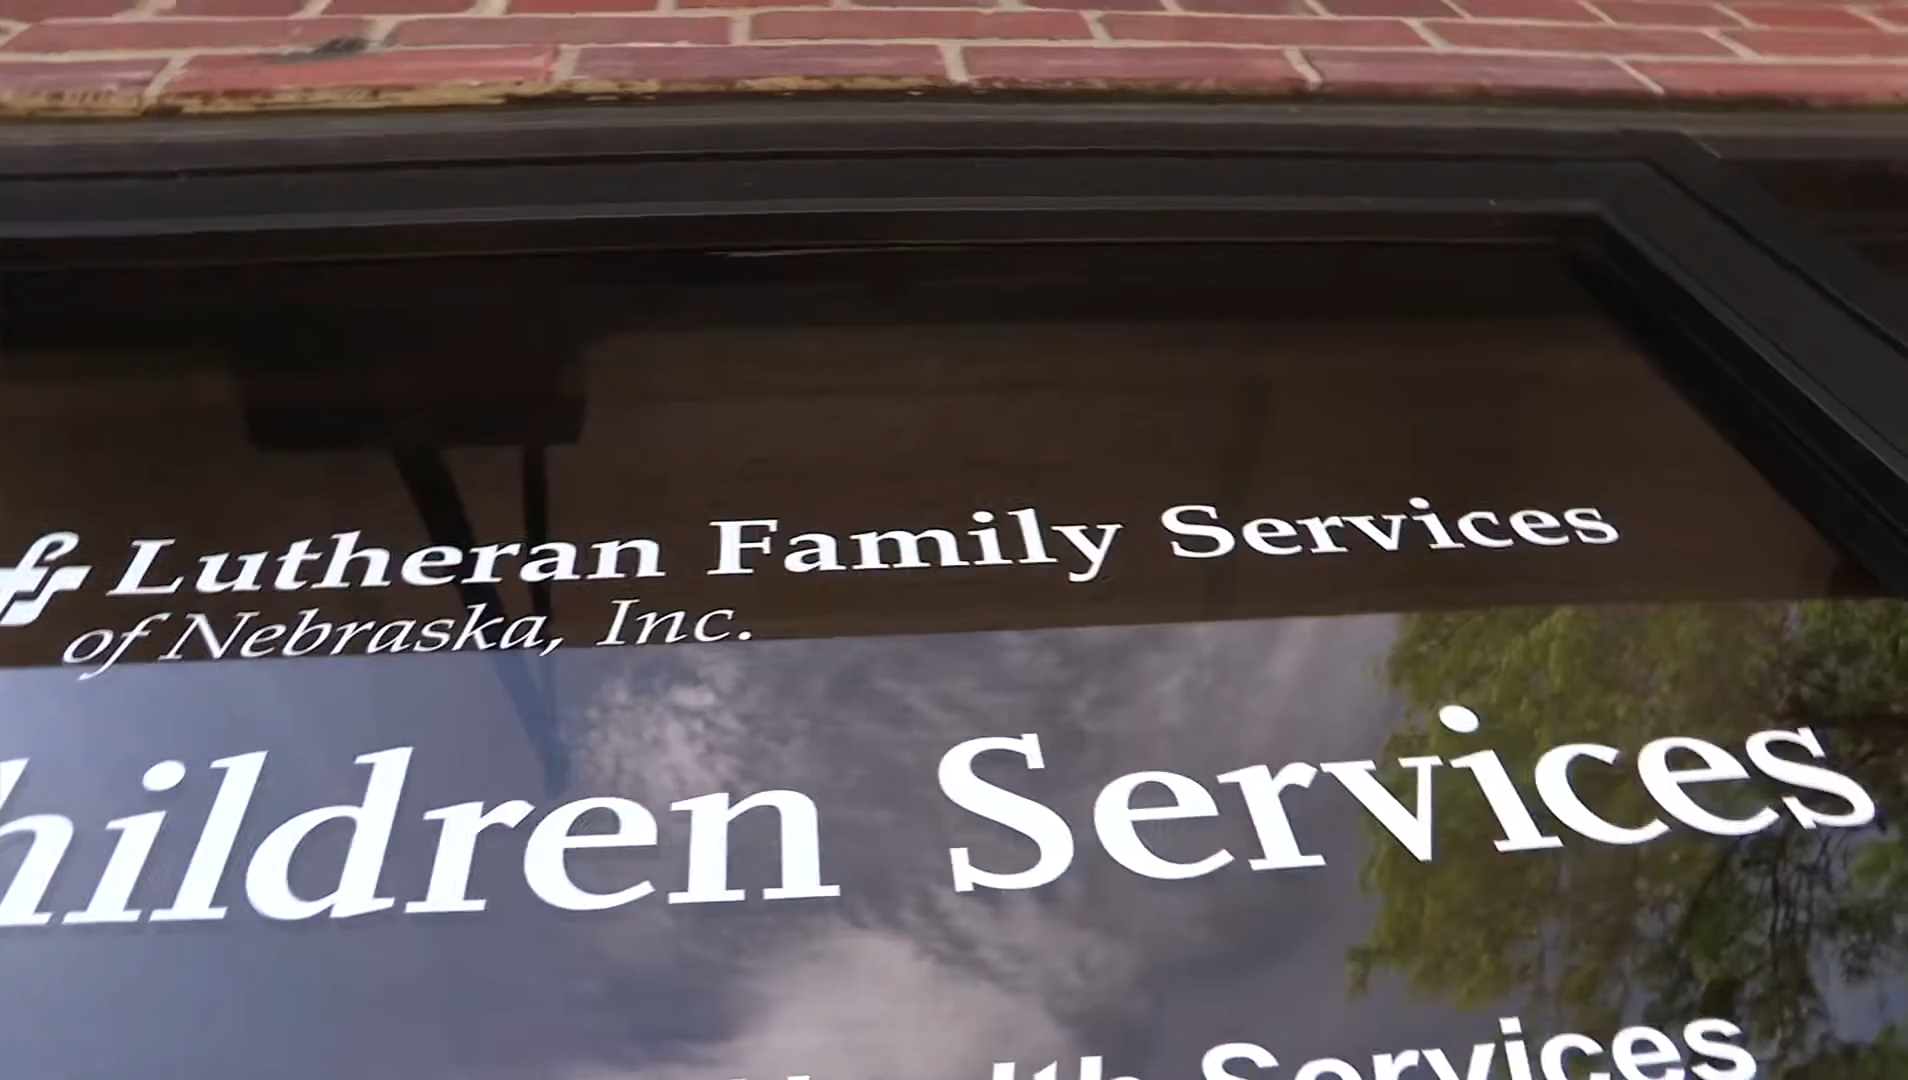 Lutheran Family Services
of Nebraska, Inc.
hildren Services
Services